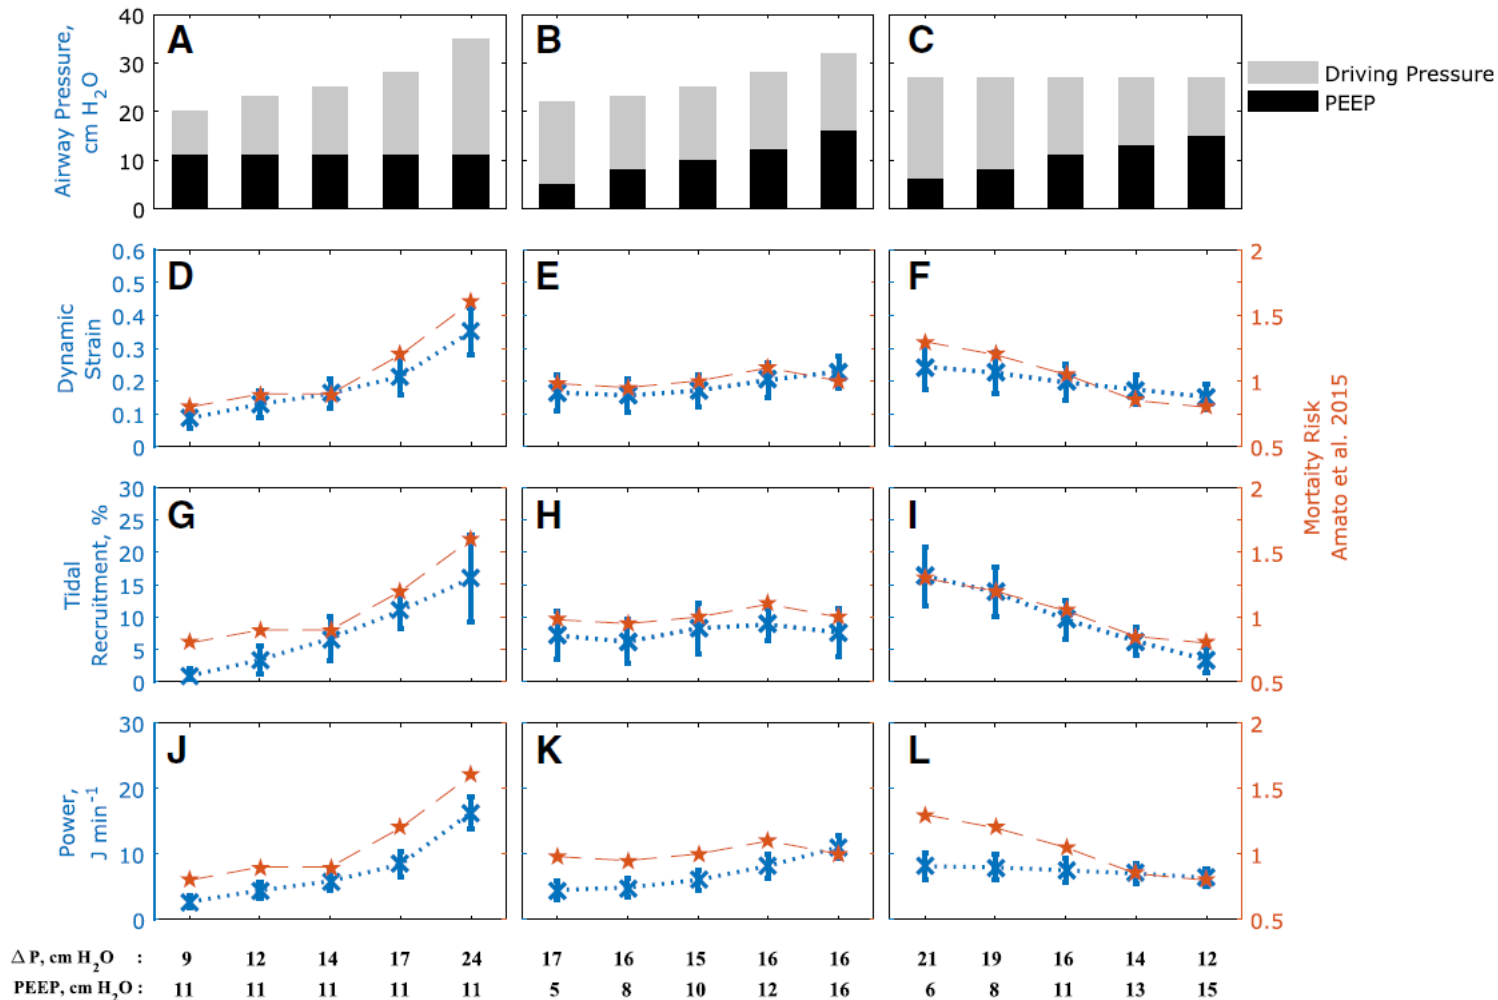 A
B
C
Airway Pressure,
cm H2O
40
30
20
10
0
Driving Pressure
PEEP
D
E
F
Dynamic
Strain
0.6
0.5
0.4
0.3
0.2
0.1
0
2
1.5
1
0.5
G
H
I
Tidal
Recruitment, %
30
25
20
15
10
5
0
2
1.5
1
0.5
Mortaity Risk
Amato et al. 2015
J
K
L
Power,
J min-1
30
20
10
0
2
1.5
1
0.5
Δ P, cm H2O : 9 12 14 17 24 17 16 15 16 16 21 19 16 14 12
PEEP, cm H2O : 11 11 11 11 11 5 8 10 12 16 6 8 11 13 15